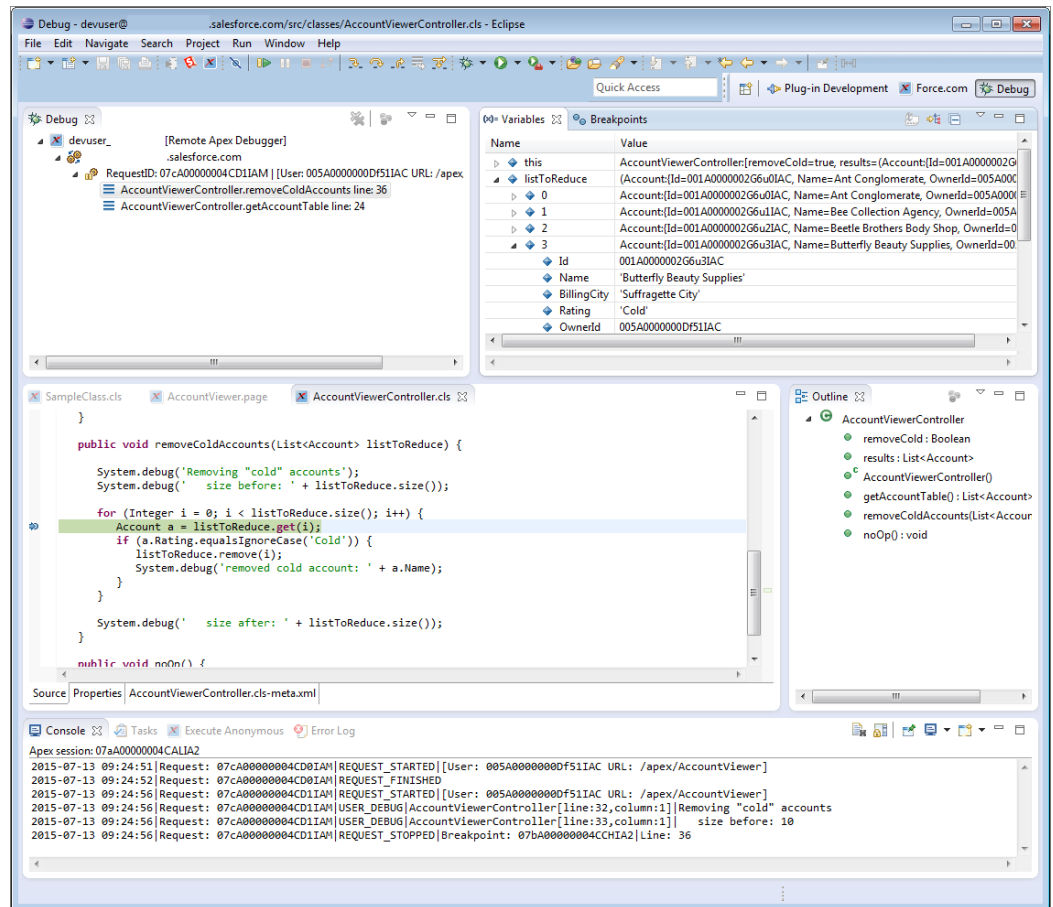 Debug - devuser@ .salesforce.com/src/classes/AccountViewerController.cls - Eclipse
File Edit Navigate Search Project Run Window Help
Quick Access
Plug-in Development Force.com Debug
Debug
devuser_ [Remote Apex Debugger]
.salesforce.com
RequestID: 07cA00000004CD1IAM | [User: 005A0000000Df51IAC URL: /apex,
AccountViewerController.removeColdAccounts line: 36
AccountViewerController.getAccountTable line: 24
(x)= Variables Breakpoints
Name Value
this AccountViewerController:[removeCold=true, results=(Account:{Id=001A0000002G
listToReduce (Account:{Id=001A0000002G6u0IAC, Name=Ant Conglomerate, OwnerId=005A000
0 Account:{Id=001A0000002G6u0IAC, Name=Ant Conglomerate, OwnerId=005A000
1 Account:{Id=001A0000002G6u1IAC, Name=Bee Collection Agency, OwnerId=005A
2 Account:{Id=001A0000002G6u2IAC, Name=Beetle Brothers Body Shop, OwnerId=0
3 Account:{Id=001A0000002G6u3IAC, Name=Butterfly Beauty Supplies, OwnerId=00
Id 001A0000002G6u3IAC
Name 'Butterfly Beauty Supplies'
BillingCity 'Suffragette City'
Rating 'Cold'
OwnerId 005A0000000Df51IAC
SampleClass.cls AccountViewer.page AccountViewerController.cls
}
public void removeColdAccounts(List<Account> listToReduce) {
System.debug('Removing "cold" accounts');
System.debug('   size before: ' + listToReduce.size());
for (Integer i = 0; i < listToReduce.size(); i++) {
Account a = listToReduce.get(i);
if (a.Rating.equalsIgnoreCase('Cold')) {
listToReduce.remove(i);
System.debug('removed cold account: ' + a.Name);
}
}
System.debug('   size after: ' + listToReduce.size());
}
public void noOp() {
Source Properties AccountViewerController.cls-meta.xml
Outline
AccountViewerController
removeCold : Boolean
results : List<Account>
AccountViewerController()
getAccountTable() : List<Account>
removeColdAccounts(List<Accour
noOp() : void
Console Tasks Execute Anonymous Error Log
Apex session: 07aA00000004CALIA2
2015-07-13 09:24:51|Request: 07cA00000004CD0IAM|REQUEST_STARTED|[User: 005A0000000Df51IAC URL: /apex/AccountViewer]
2015-07-13 09:24:52|Request: 07cA00000004CD0IAM|REQUEST_FINISHED
2015-07-13 09:24:56|Request: 07cA00000004CD1IAM|REQUEST_STARTED|[User: 005A0000000Df51IAC URL: /apex/AccountViewer]
2015-07-13 09:24:56|Request: 07cA00000004CD1IAM|USER_DEBUG|AccountViewerController[line:32,column:1]|Removing "cold" accounts
2015-07-13 09:24:56|Request: 07cA00000004CD1IAM|USER_DEBUG|AccountViewerController[line:33,column:1]|   size before: 10
2015-07-13 09:24:56|Request: 07cA00000004CD1IAM|REQUEST_STOPPED|Breakpoint: 07bA00000004CCHIA2|Line: 36